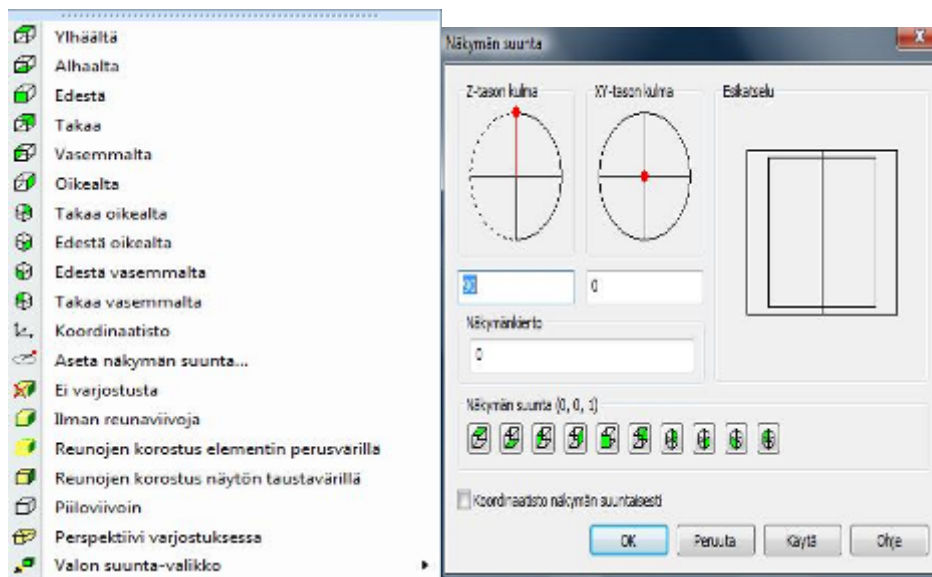 Ylhäältä
Alhaalta
Edestä
Takaa
Vasemmalta
Oikealta
Takaa oikealta
Edestä oikealta
Edestä vasemmalta
Takaa vasemmalta
Koordinaatisto
Aseta näkymän suunta...
Ei varjostusta
Ilman reunaviivoja
Reunojen korostus elementin perusvärillä
Reunojen korostus näytön taustavärillä
Piiloviivoin
Perspektiivi varjostuksessa
Valon suunta-valikko
Näkymän suunta
Z-tason kulma
XY-tason kulma
Esikatselu
90
0
Näkymänkierto
0
Näkymän suunta (0, 0, 1)
Koordinaatisto näkymän suuntaisesti
OK
Peruuta
Käytä
Ohje